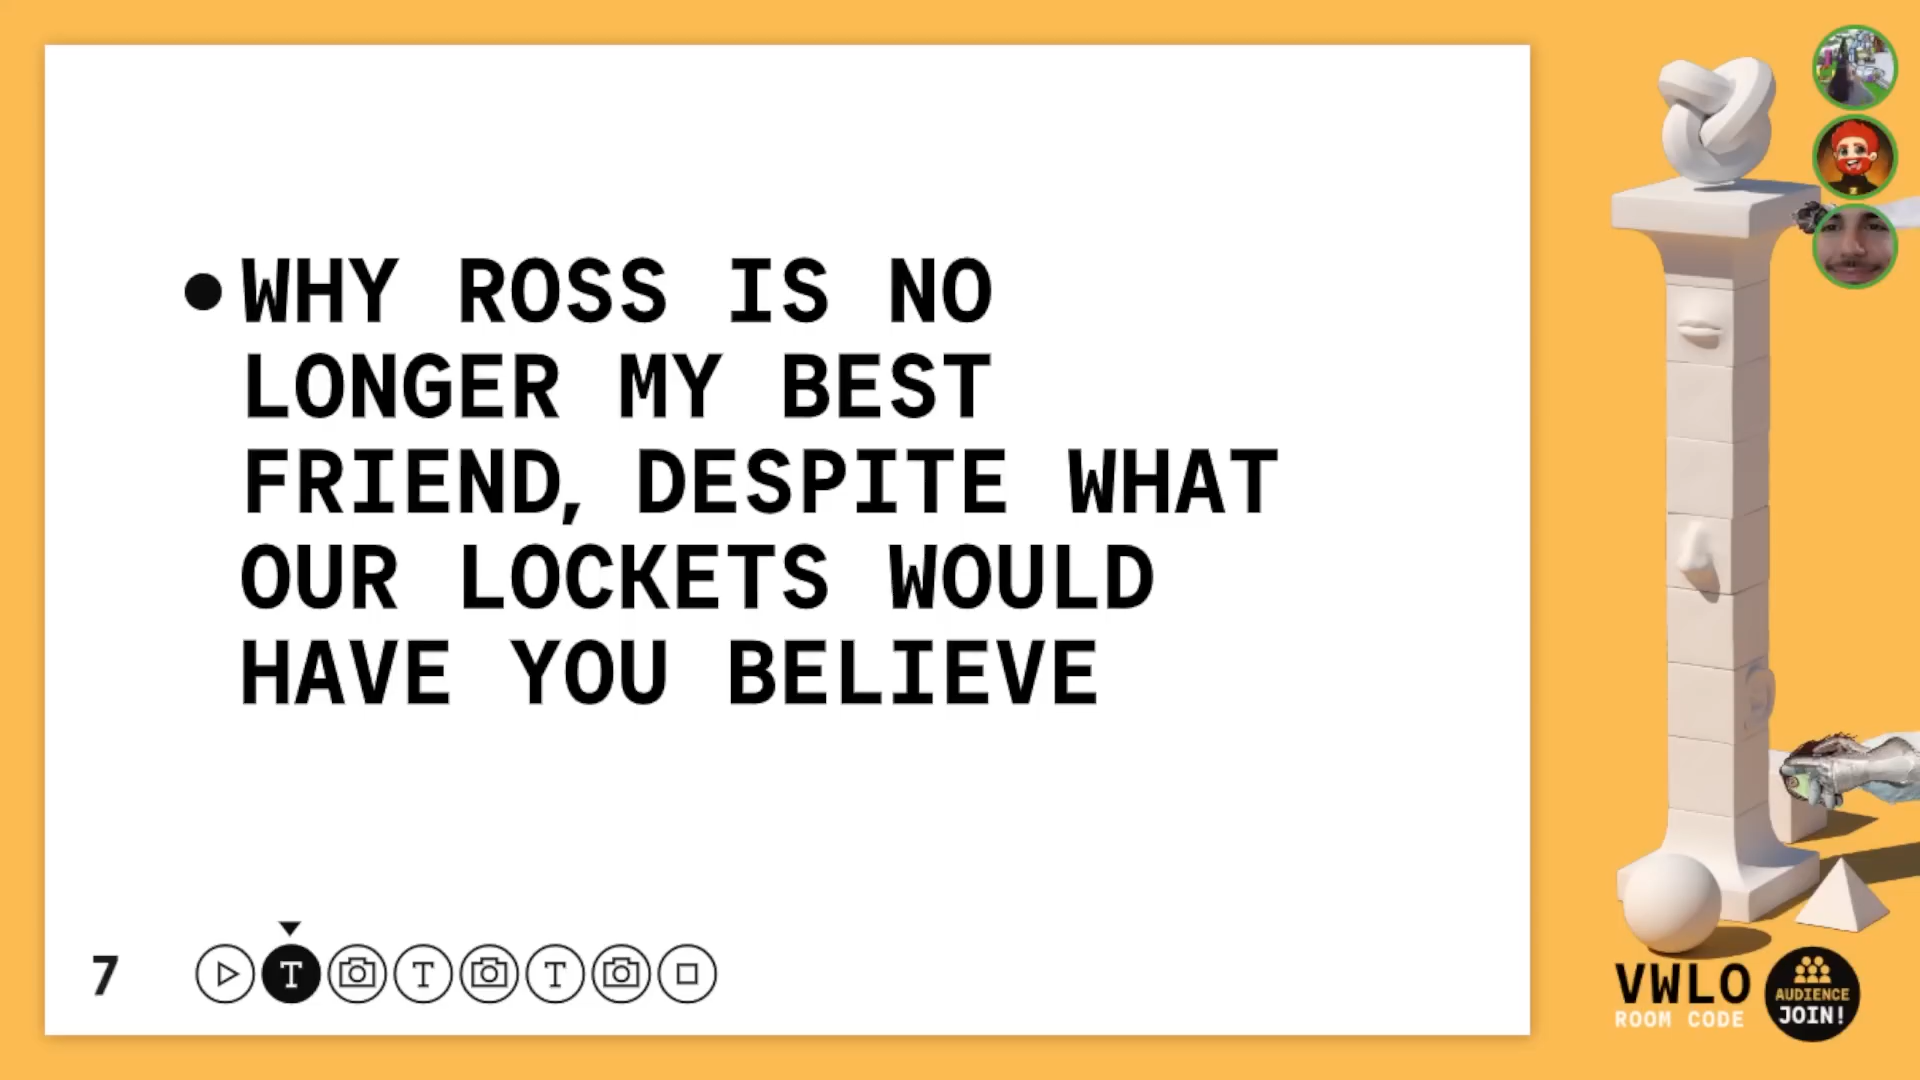 WHY ROSS IS NO
LONGER MY BEST
FRIEND, DESPITE WHAT
OUR LOCKETS WOULD
HAVE YOU BELIEVE
7
T
T
T
VWLO
ROOM CODE
AUDIENCE
JOIN!